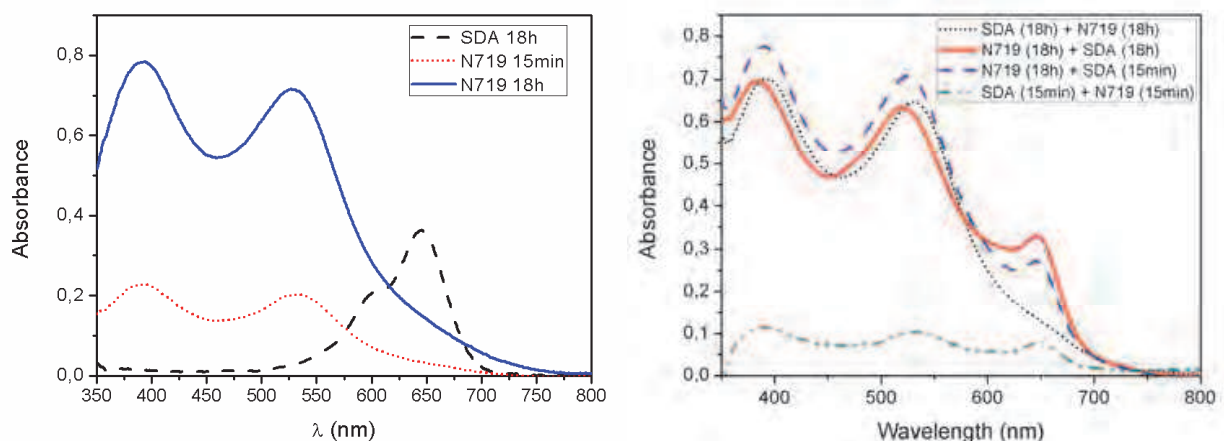 SDA 18h
N719 15min
N719 18h
0,8
0,6
0,4
0,2
0,0
Absorbance
350 400 450 500 550 600 650 700 750 800
λ (nm)
SDA (18h) + N719 (18h)
N719 (18h) + SDA (18h)
N719 (18h) + SDA (15min)
SDA (15min) + N719 (15min)
0.8
0.7
0.6
0.5
0.4
0.3
0.2
0.1
0.0
Absorbance
400 500 600 700 800
Wavelength (nm)